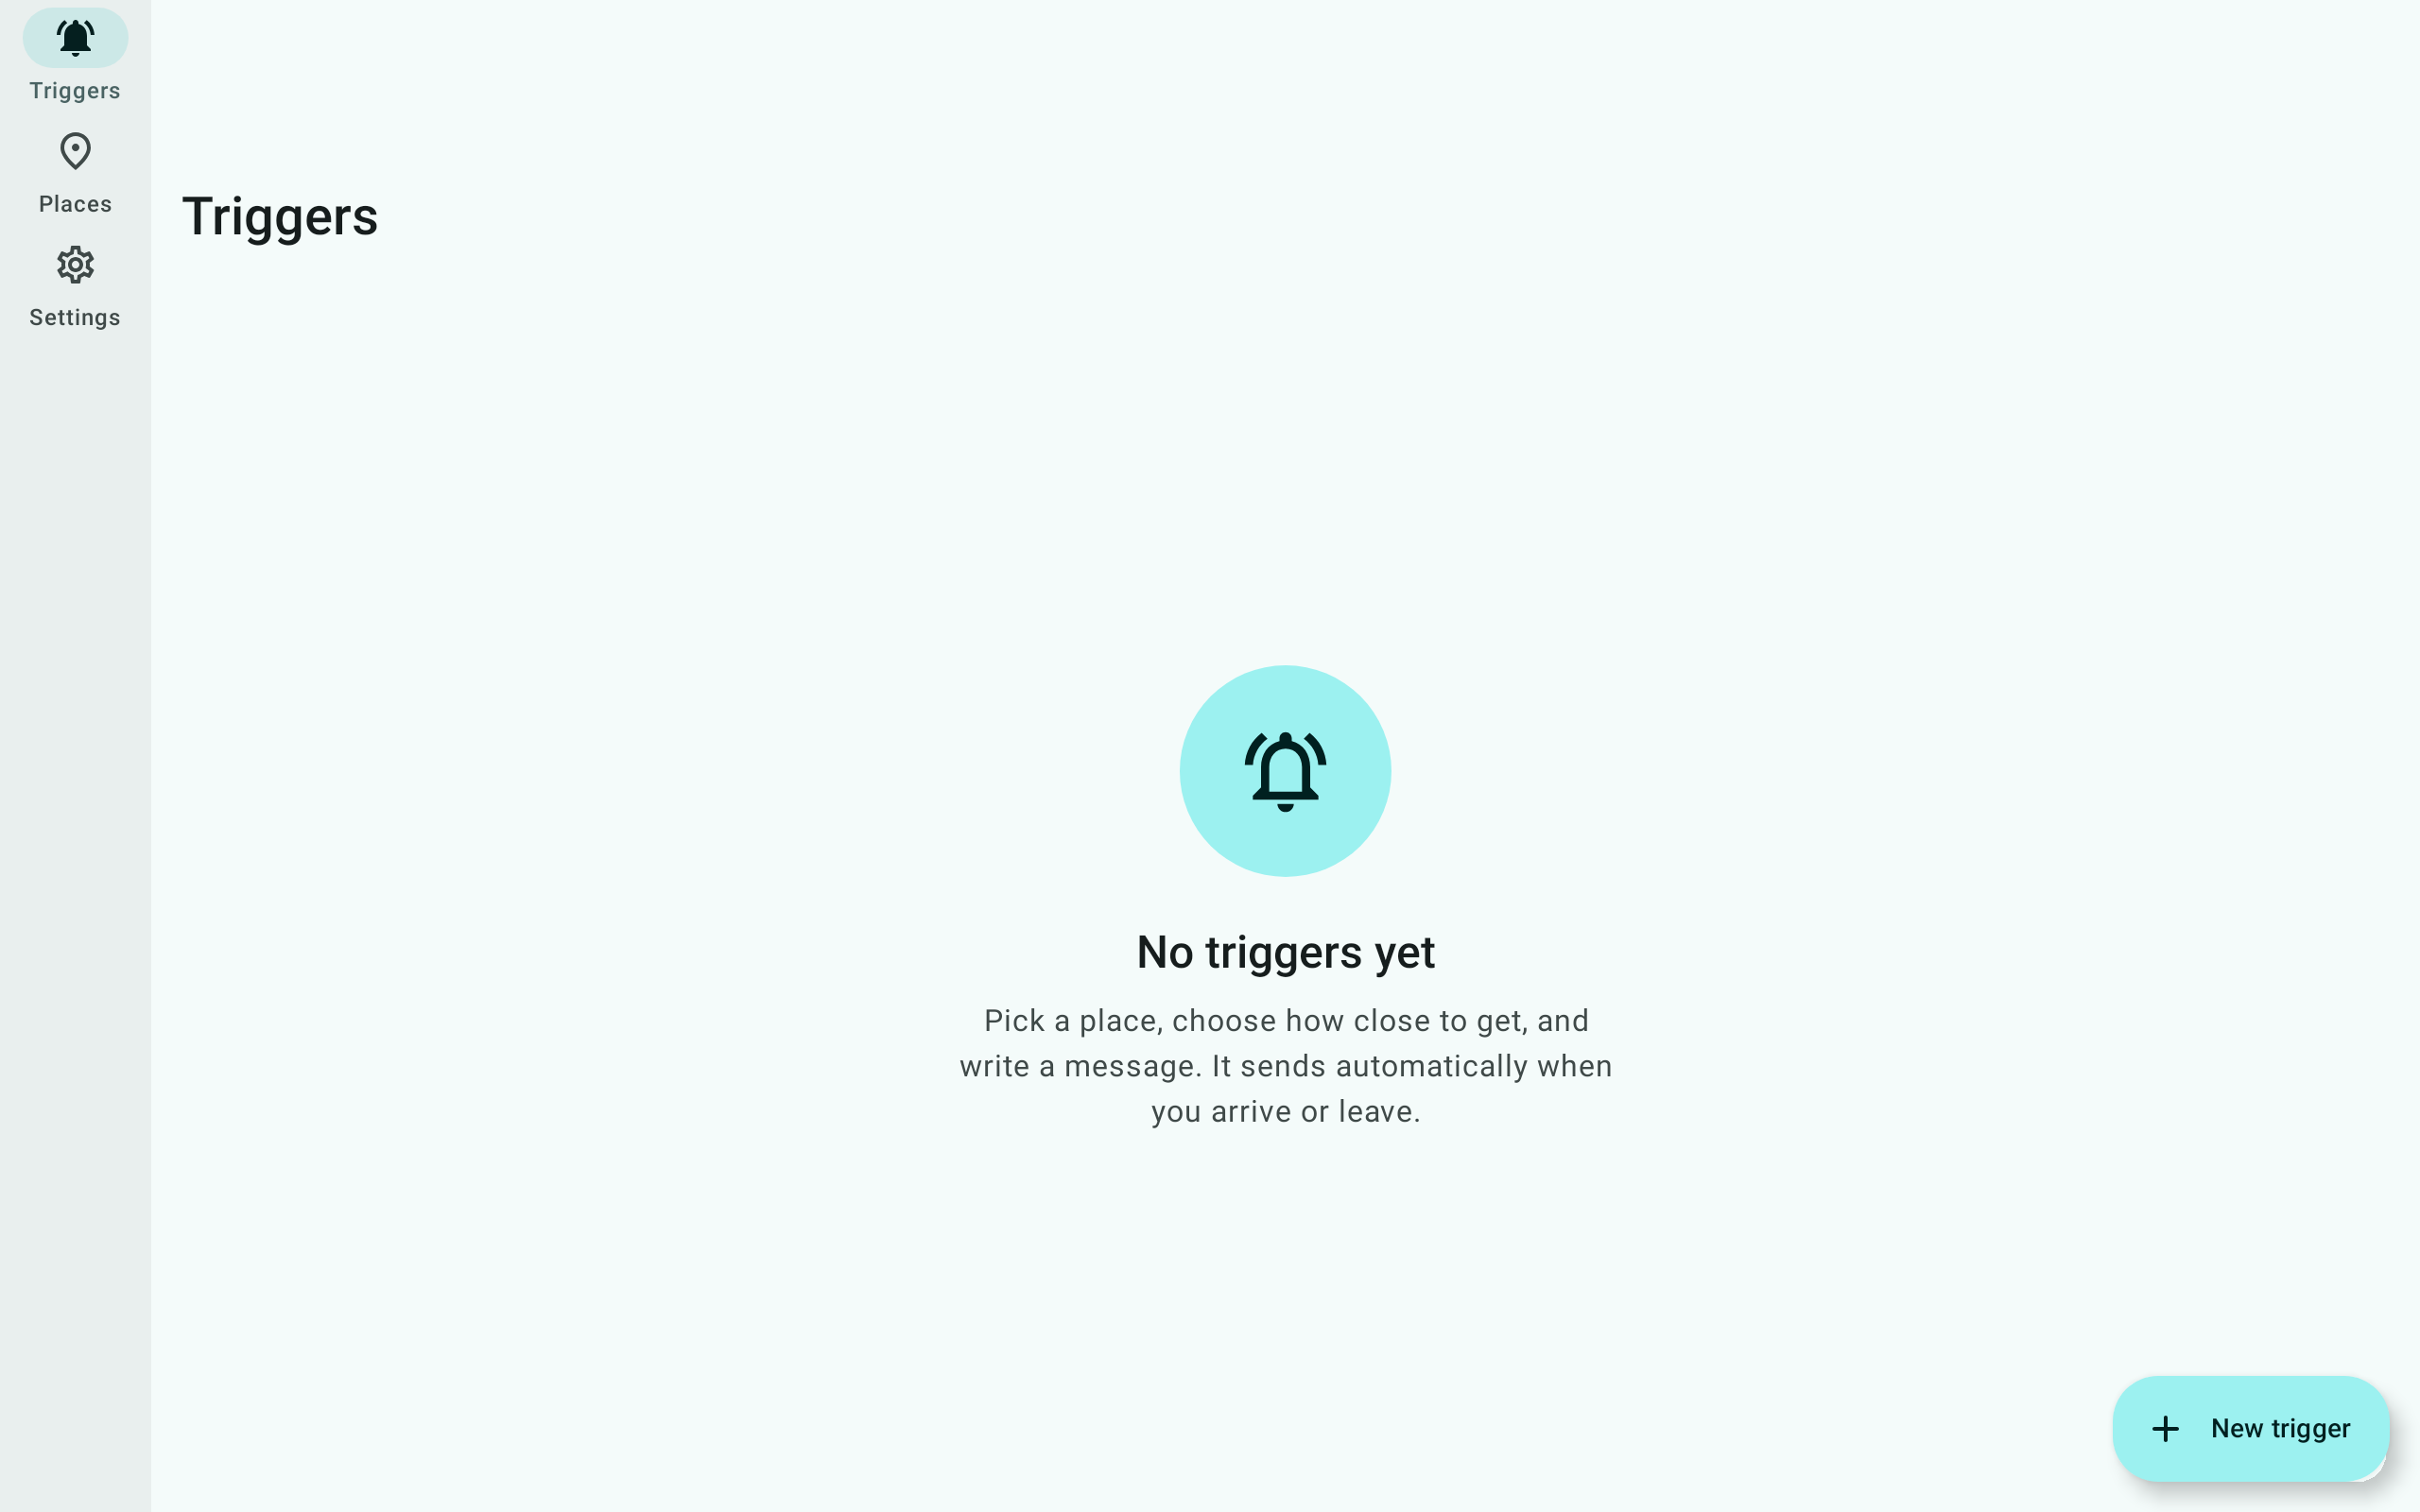 Triggers
Places
Settings
Triggers
No triggers yet
Pick a place, choose how close to get, and
write a message. It sends automatically when
you arrive or leave.
New trigger